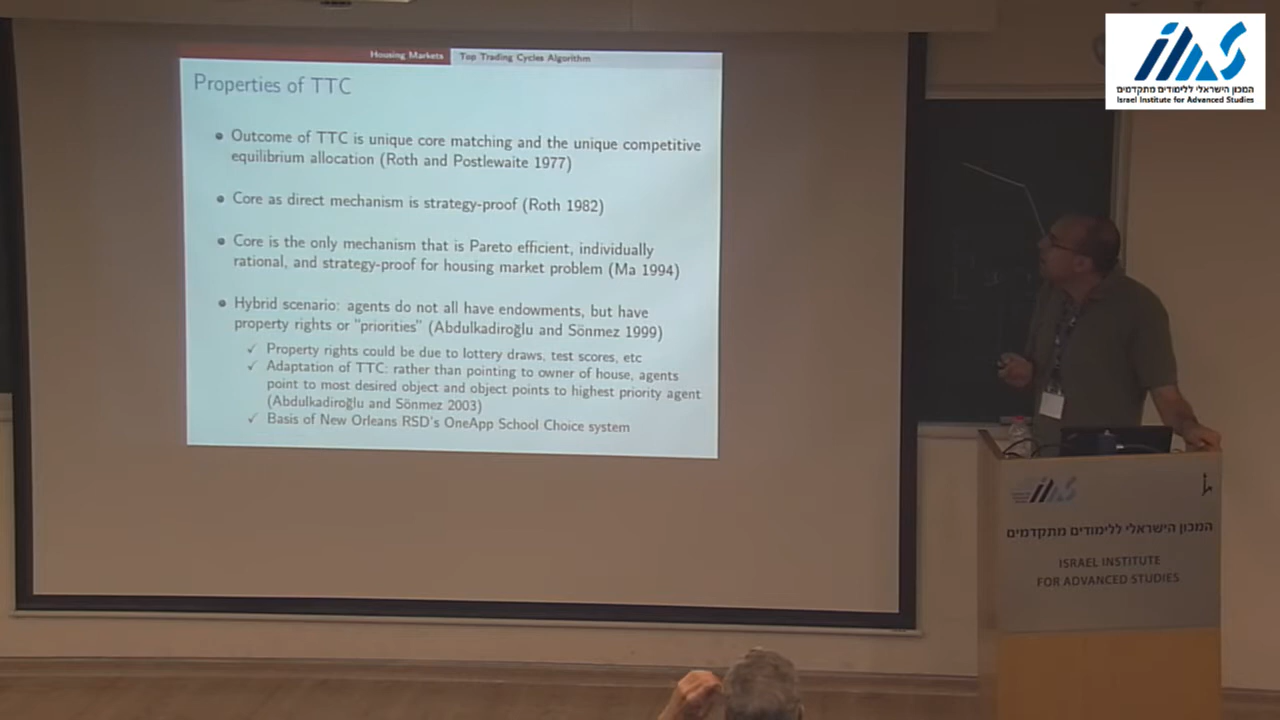 Housing Markets
Top Trading Cycles Algorithm
Properties of TTC
• Outcome of TTC is unique core matching and the unique competitive
equilibrium allocation (Roth and Postlewaite 1977)
• Core as direct mechanism is strategy-proof (Roth 1982)
• Core is the only mechanism that is Pareto efficient, individually
rational, and strategy-proof for housing market problem (Ma 1994)
• Hybrid scenario: agents do not all have endowments, but have
property rights or "priorities" (Abdulkadiroğlu and Sönmez 1999)
✓ Property rights could be due to lottery draws, test scores, etc
✓ Adaptation of TTC: rather than pointing to owner of house, agents
point to most desired object and object points to highest priority agent
(Abdulkadiroğlu and Sönmez 2003)
✓ Basis of New Orleans RSD's OneApp School Choice system
המכון הישראלי ללימודים מתקדמים
Israel Institute for Advanced Studies
המכון הישראלי ללימודים מתקדמים
ISRAEL INSTITUTE
FOR ADVANCED STUDIES